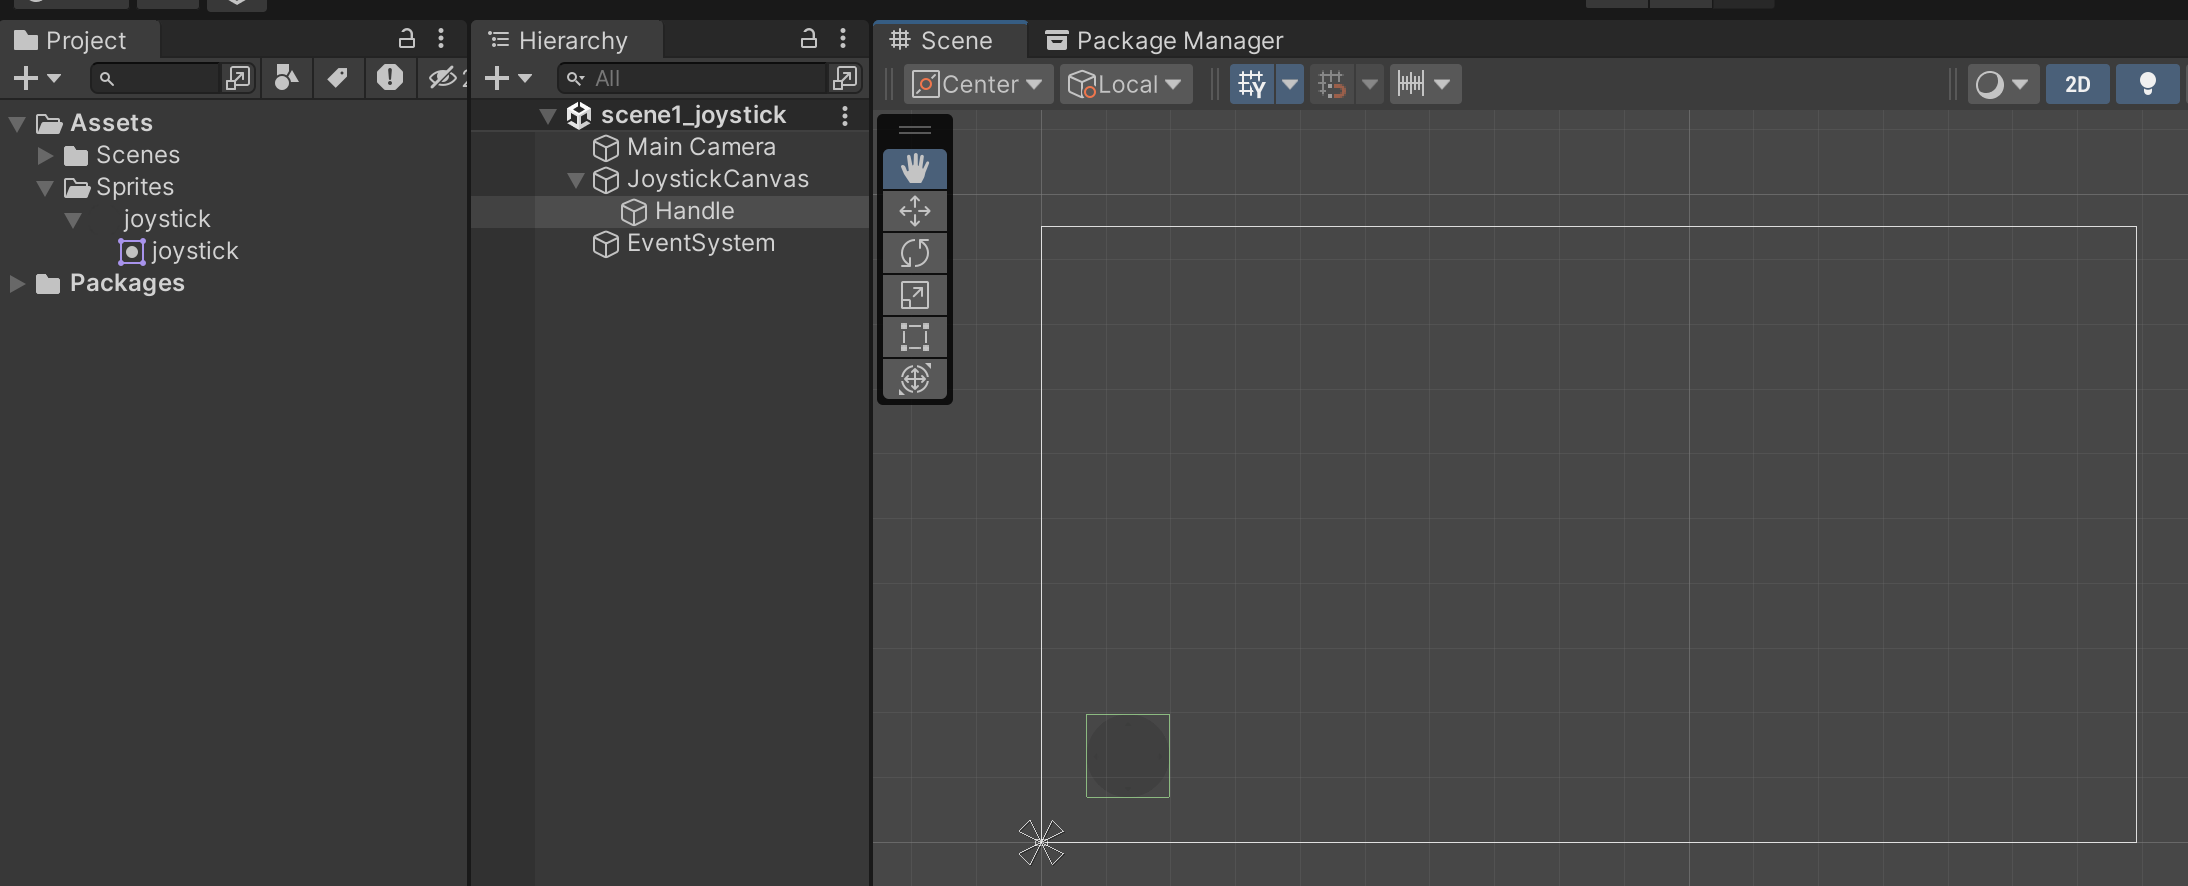 Project
Assets
Scenes
Sprites
joystick
joystick
Packages
Hierarchy
All
scene1_joystick
Main Camera
JoystickCanvas
Handle
EventSystem
Scene
Package Manager
Center
Local
2D